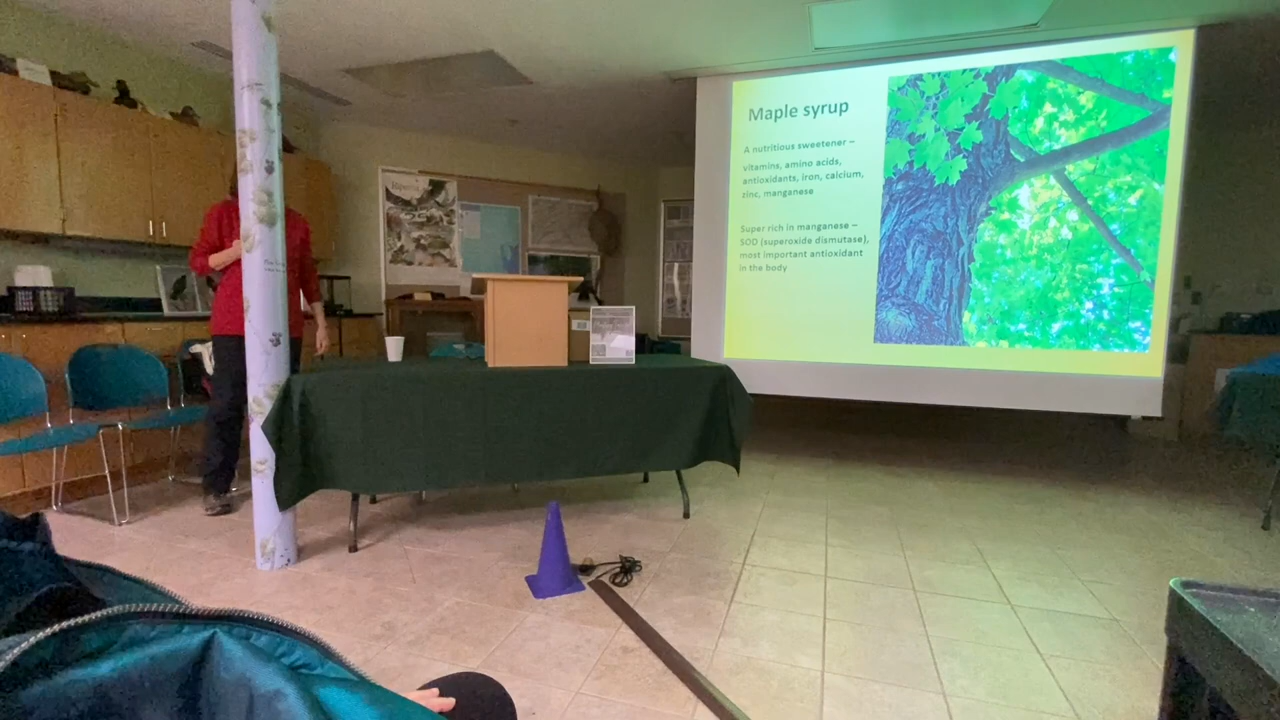 Maple syrup
A nutritious sweetener –
vitamins, amino acids,
antioxidants, iron, calcium,
zinc, manganese
Super rich in manganese –
SOD (superoxide dismutase),
most important antioxidant
in the body